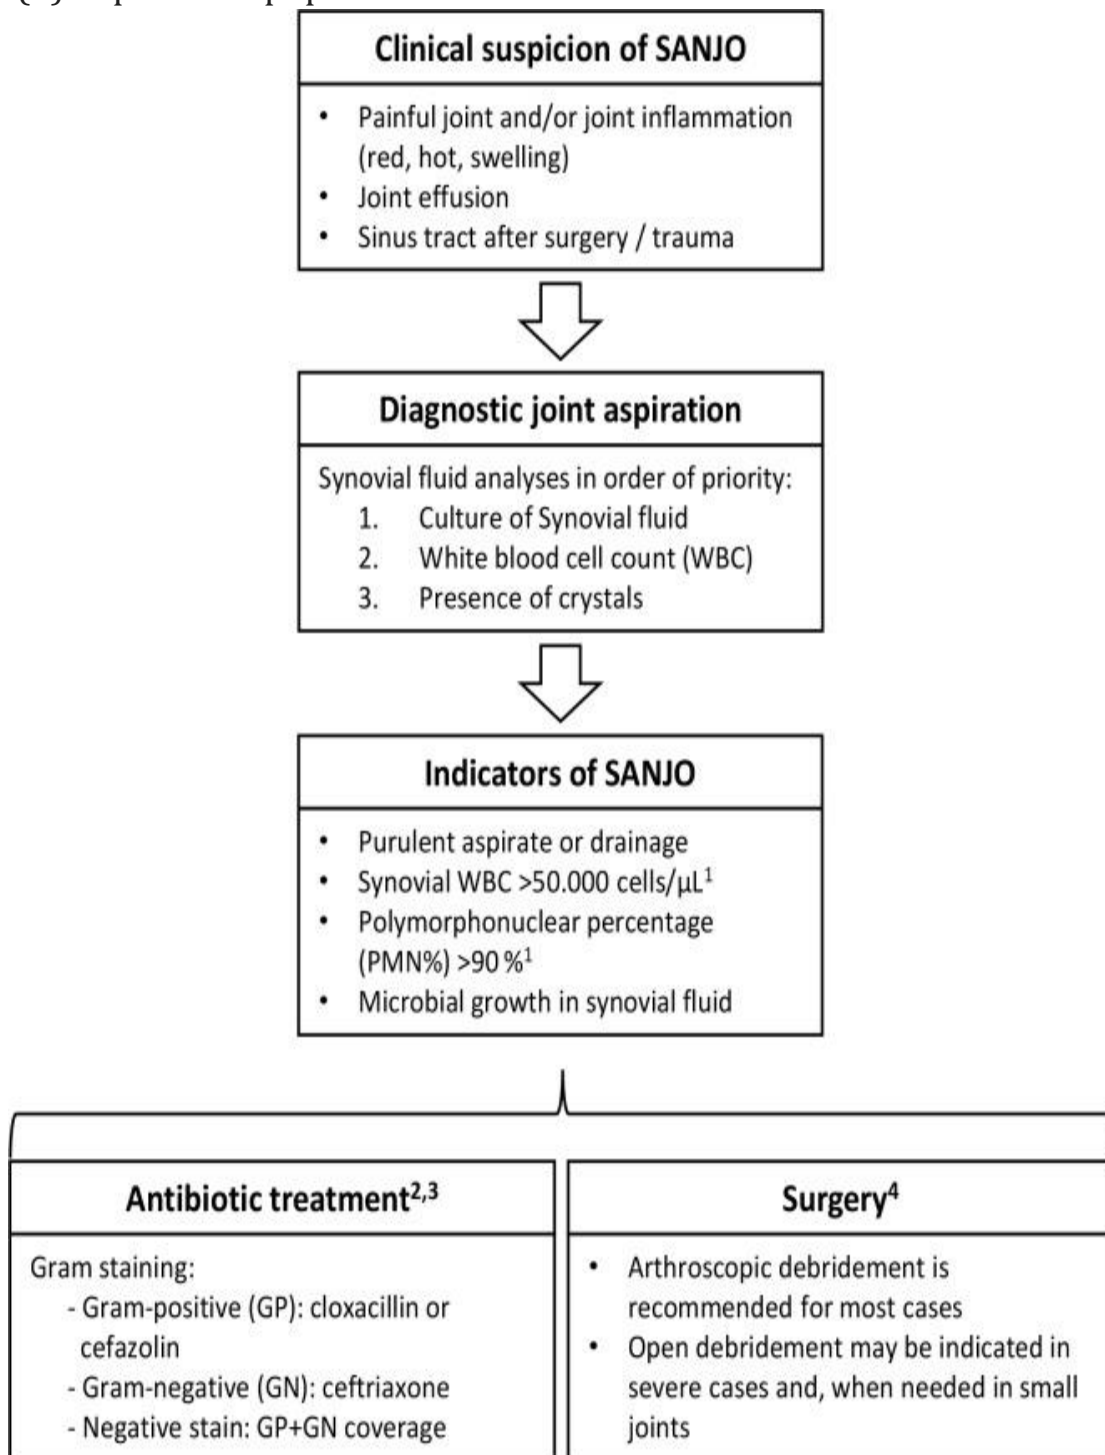 Clinical suspicion of SANJO
• Painful joint and/or joint inflammation
(red, hot, swelling)
• Joint effusion
• Sinus tract after surgery / trauma
Diagnostic joint aspiration
Synovial fluid analyses in order of priority:
1. Culture of Synovial fluid
2. White blood cell count (WBC)
3. Presence of crystals
Indicators of SANJO
• Purulent aspirate or drainage
• Synovial WBC >50.000 cells/μL¹
• Polymorphonuclear percentage
(PMN%) >90 %¹
• Microbial growth in synovial fluid
Antibiotic treatment²,³
Gram staining:
- Gram-positive (GP): cloxacillin or
cefazolin
- Gram-negative (GN): ceftriaxone
- Negative stain: GP+GN coverage
Surgery⁴
• Arthroscopic debridement is
recommended for most cases
• Open debridement may be indicated in
severe cases and, when needed in small
joints